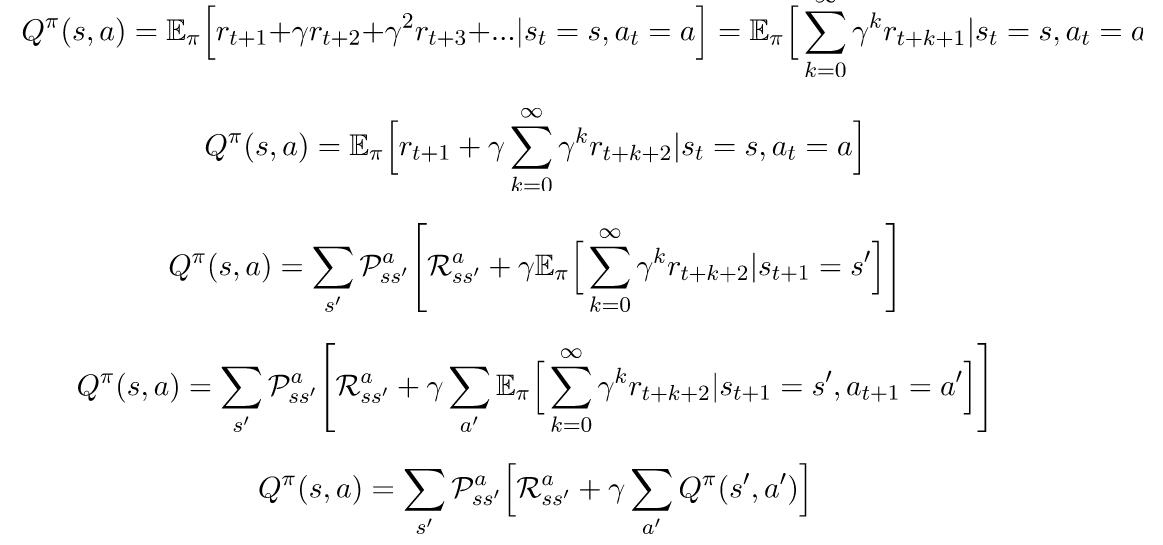 Q^π(s, a) = 𝔼_π[r_{t+1}+γr_{t+2}+γ^2r_{t+3}+...|s_t = s, a_t = a] = 𝔼_π[∑_{k=0}^{∞} γ^k r_{t+k+1}|s_t = s, a_t = a
Q^π(s, a) = 𝔼_π[r_{t+1} + γ ∑_{k=0}^{∞} γ^k r_{t+k+2}|s_t = s, a_t = a]
Q^π(s, a) = ∑_{s′} 𝒫^a_{ss′}[ℛ^a_{ss′} + γ𝔼_π[∑_{k=0}^{∞} γ^k r_{t+k+2}|s_{t+1} = s′]]
Q^π(s, a) = ∑_{s′} 𝒫^a_{ss′}[ℛ^a_{ss′} + γ ∑_{a′} 𝔼_π[∑_{k=0}^{∞} γ^k r_{t+k+2}|s_{t+1} = s′, a_{t+1} = a′]]
Q^π(s, a) = ∑_{s′} 𝒫^a_{ss′}[ℛ^a_{ss′} + γ ∑_{a′} Q^π(s′, a′)]